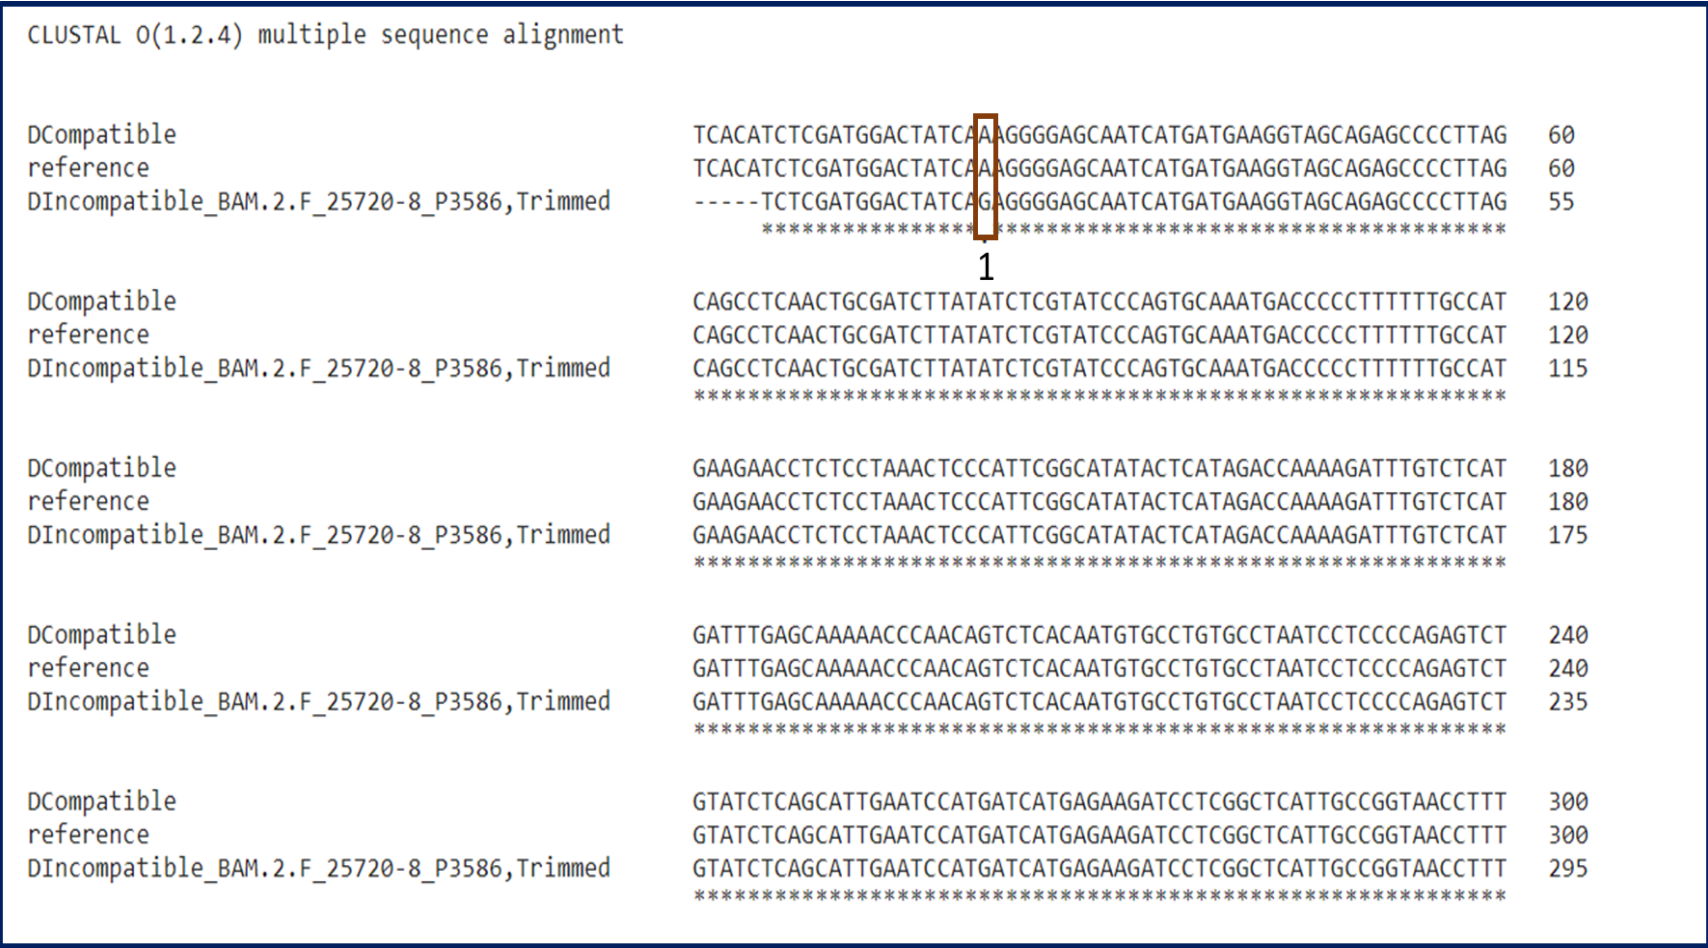 CLUSTAL O(1.2.4) multiple sequence alignment
DCompatible TCACATCTCGATGGACTATCAAAGGGGAGCAATCATGATGAAGGTAGCAGAGCCCCTTAG 60
reference TCACATCTCGATGGACTATCAAAGGGGAGCAATCATGATGAAGGTAGCAGAGCCCCTTAG 60
DIncompatible_BAM.2.F_25720-8_P3586,Trimmed -----TCTCGATGGACTATCAGAGGGGAGCAATCATGATGAAGGTAGCAGAGCCCCTTAG 55
****************.**************************************
1
DCompatible CAGCCTCAACTGCGATCTTATATCTCGTATCCCAGTGCAAATGACCCCCTTTTTTGCCAT 120
reference CAGCCTCAACTGCGATCTTATATCTCGTATCCCAGTGCAAATGACCCCCTTTTTTGCCAT 120
DIncompatible_BAM.2.F_25720-8_P3586,Trimmed CAGCCTCAACTGCGATCTTATATCTCGTATCCCAGTGCAAATGACCCCCTTTTTTGCCAT 115
************************************************************
DCompatible GAAGAACCTCTCCTAAACTCCCATTCGGCATATACTCATAGACCAAAAGATTTGTCTCAT 180
reference GAAGAACCTCTCCTAAACTCCCATTCGGCATATACTCATAGACCAAAAGATTTGTCTCAT 180
DIncompatible_BAM.2.F_25720-8_P3586,Trimmed GAAGAACCTCTCCTAAACTCCCATTCGGCATATACTCATAGACCAAAAGATTTGTCTCAT 175
************************************************************
DCompatible GATTTGAGCAAAAACCCAACAGTCTCACAATGTGCCTGTGCCTAATCCTCCCCAGAGTCT 240
reference GATTTGAGCAAAAACCCAACAGTCTCACAATGTGCCTGTGCCTAATCCTCCCCAGAGTCT 240
DIncompatible_BAM.2.F_25720-8_P3586,Trimmed GATTTGAGCAAAAACCCAACAGTCTCACAATGTGCCTGTGCCTAATCCTCCCCAGAGTCT 235
************************************************************
DCompatible GTATCTCAGCATTGAATCCATGATCATGAGAAGATCCTCGGCTCATTGCCGGTAACCTTT 300
reference GTATCTCAGCATTGAATCCATGATCATGAGAAGATCCTCGGCTCATTGCCGGTAACCTTT 300
DIncompatible_BAM.2.F_25720-8_P3586,Trimmed GTATCTCAGCATTGAATCCATGATCATGAGAAGATCCTCGGCTCATTGCCGGTAACCTTT 295
************************************************************